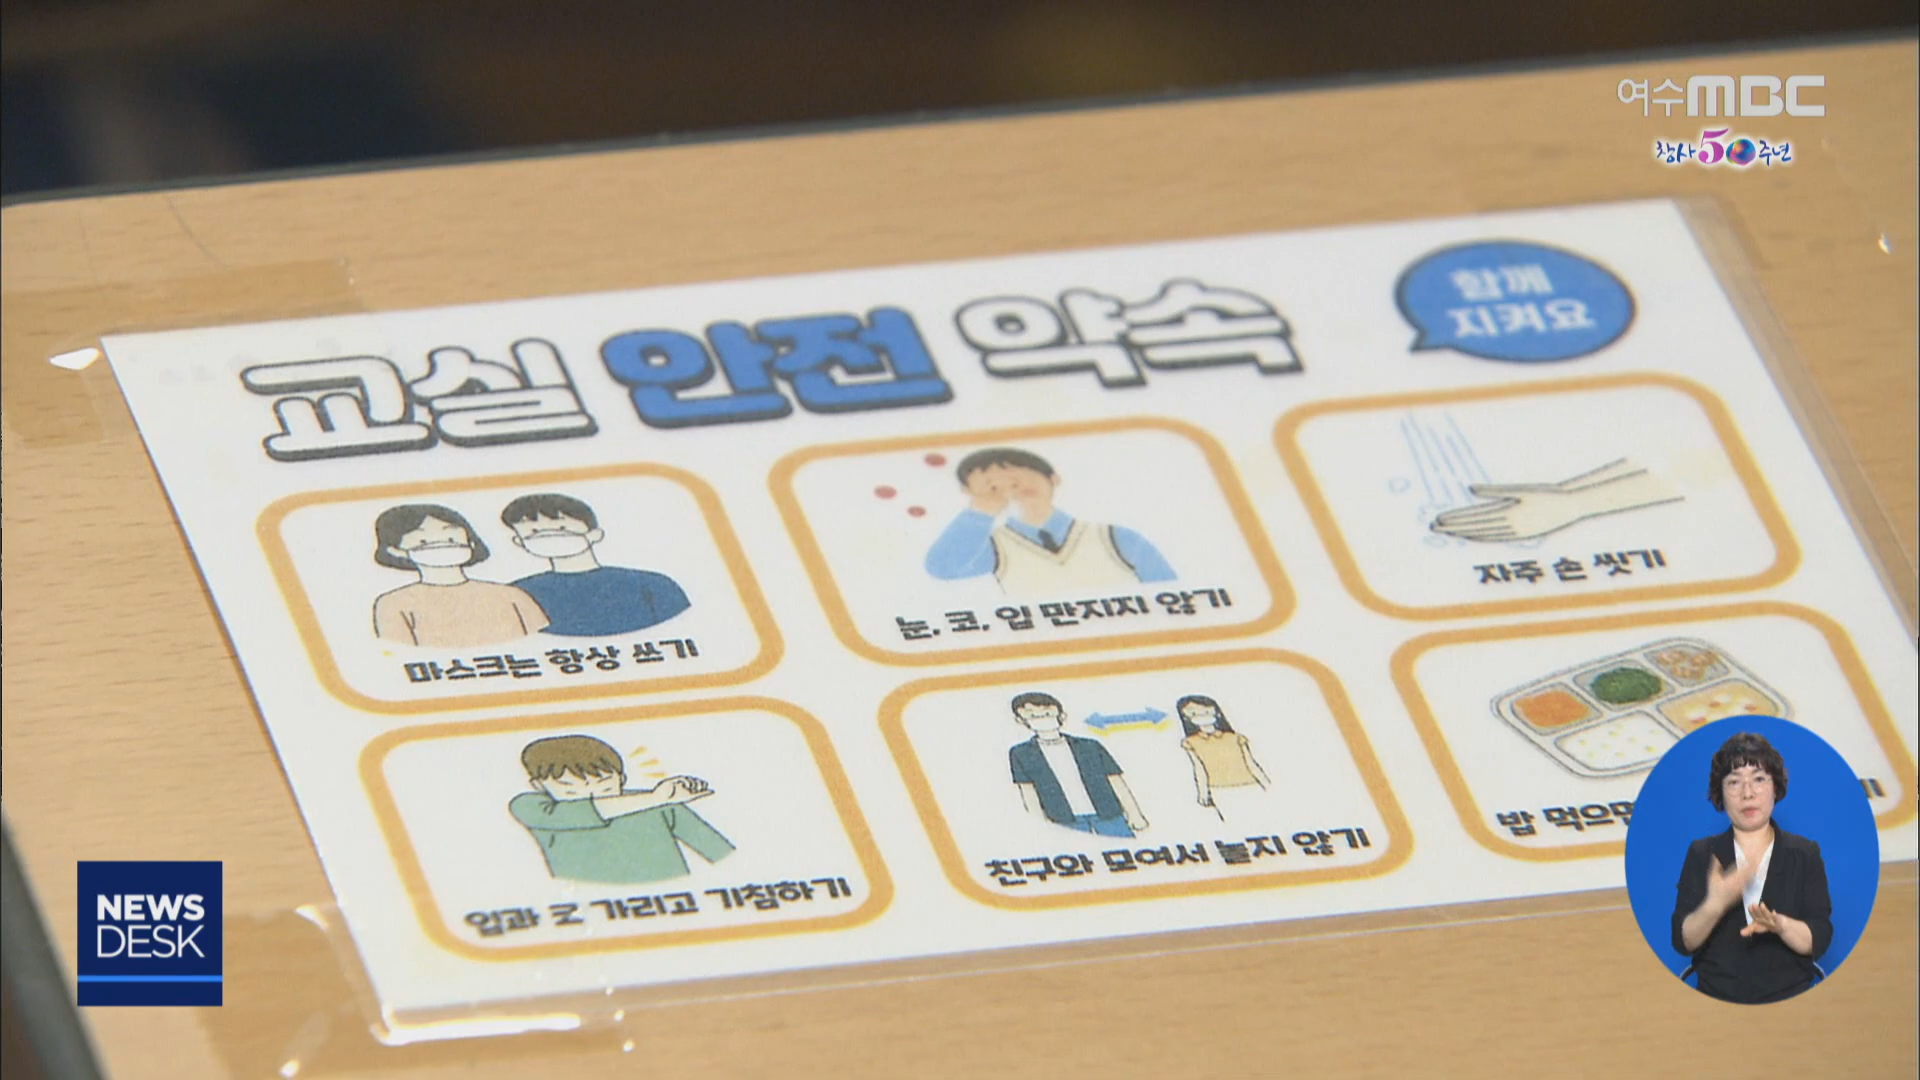 여수MBC
창사50주년
교실 안전 약속
함께
지켜요
마스크는 항상 쓰기
눈, 코, 입 만지지 않기
자주 손 씻기
입과 코 가리고 기침하기
친구와 모여서 놀지 않기
밥 먹으면
NEWS
DESK